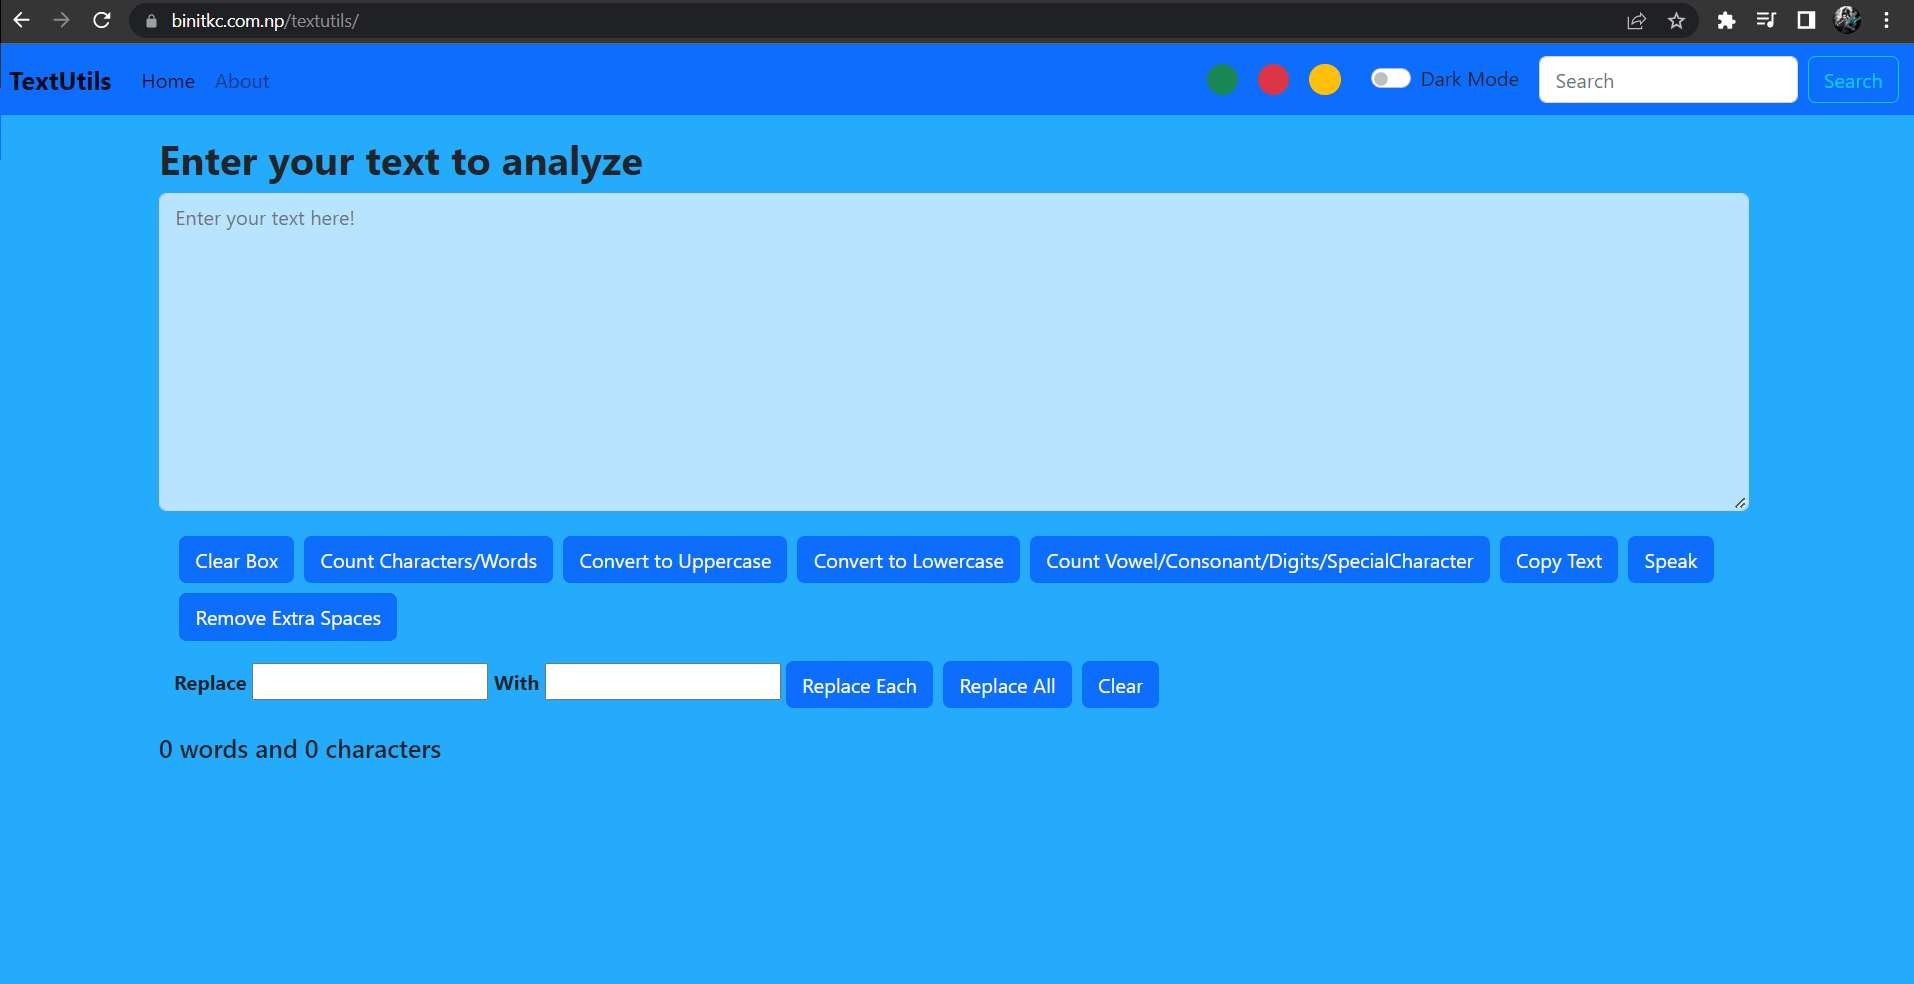 binitkc.com.np/textutils/
TextUtils Home About Dark Mode Search Search
Enter your text to analyze
Enter your text here!
Clear Box Count Characters/Words Convert to Uppercase Convert to Lowercase Count Vowel/Consonant/Digits/SpecialCharacter Copy Text Speak
Remove Extra Spaces
Replace With Replace Each Replace All Clear
0 words and 0 characters